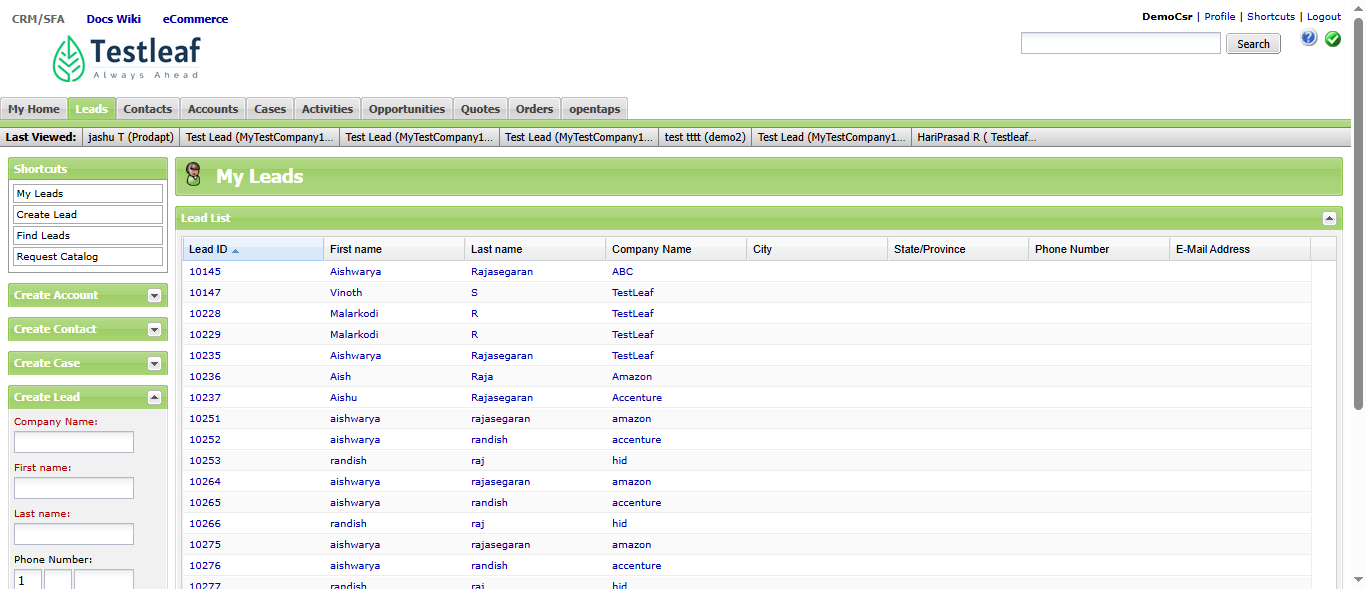 CRM/SFA Docs Wiki eCommerce
DemoCsr | Profile | Shortcuts | Logout
Testleaf
Always Ahead
Search
My Home Leads Contacts Accounts Cases Activities Opportunities Quotes Orders opentaps
Last Viewed: jashu T (Prodapt) Test Lead (MyTestCompany1... Test Lead (MyTestCompany1... Test Lead (MyTestCompany1... test tttt (demo2) Test Lead (MyTestCompany1... HariPrasad R ( Testleaf...
Shortcuts
My Leads
Create Lead
Find Leads
Request Catalog
Create Account
Create Contact
Create Case
Create Lead
Company Name:
First name:
Last name:
Phone Number:
1
My Leads
Lead List
Lead ID First name Last name Company Name City State/Province Phone Number E-Mail Address
10145 Aishwarya Rajasegaran ABC
10147 Vinoth S TestLeaf
10228 Malarkodi R TestLeaf
10229 Malarkodi R TestLeaf
10235 Aishwarya Rajasegaran TestLeaf
10236 Aish Raja Amazon
10237 Aishu Rajasegaran Accenture
10251 aishwarya rajasegaran amazon
10252 aishwarya randish accenture
10253 randish raj hid
10264 aishwarya rajasegaran amazon
10265 aishwarya randish accenture
10266 randish raj hid
10275 aishwarya rajasegaran amazon
10276 aishwarya randish accenture
10277 randish raj hid